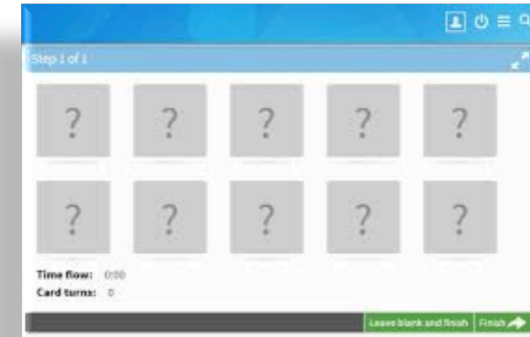 Step 1 of 1
? ? ? ? ?
? ? ? ? ?
Time flow: 0:00
Card turns: 0
Leave blank and finish Finish